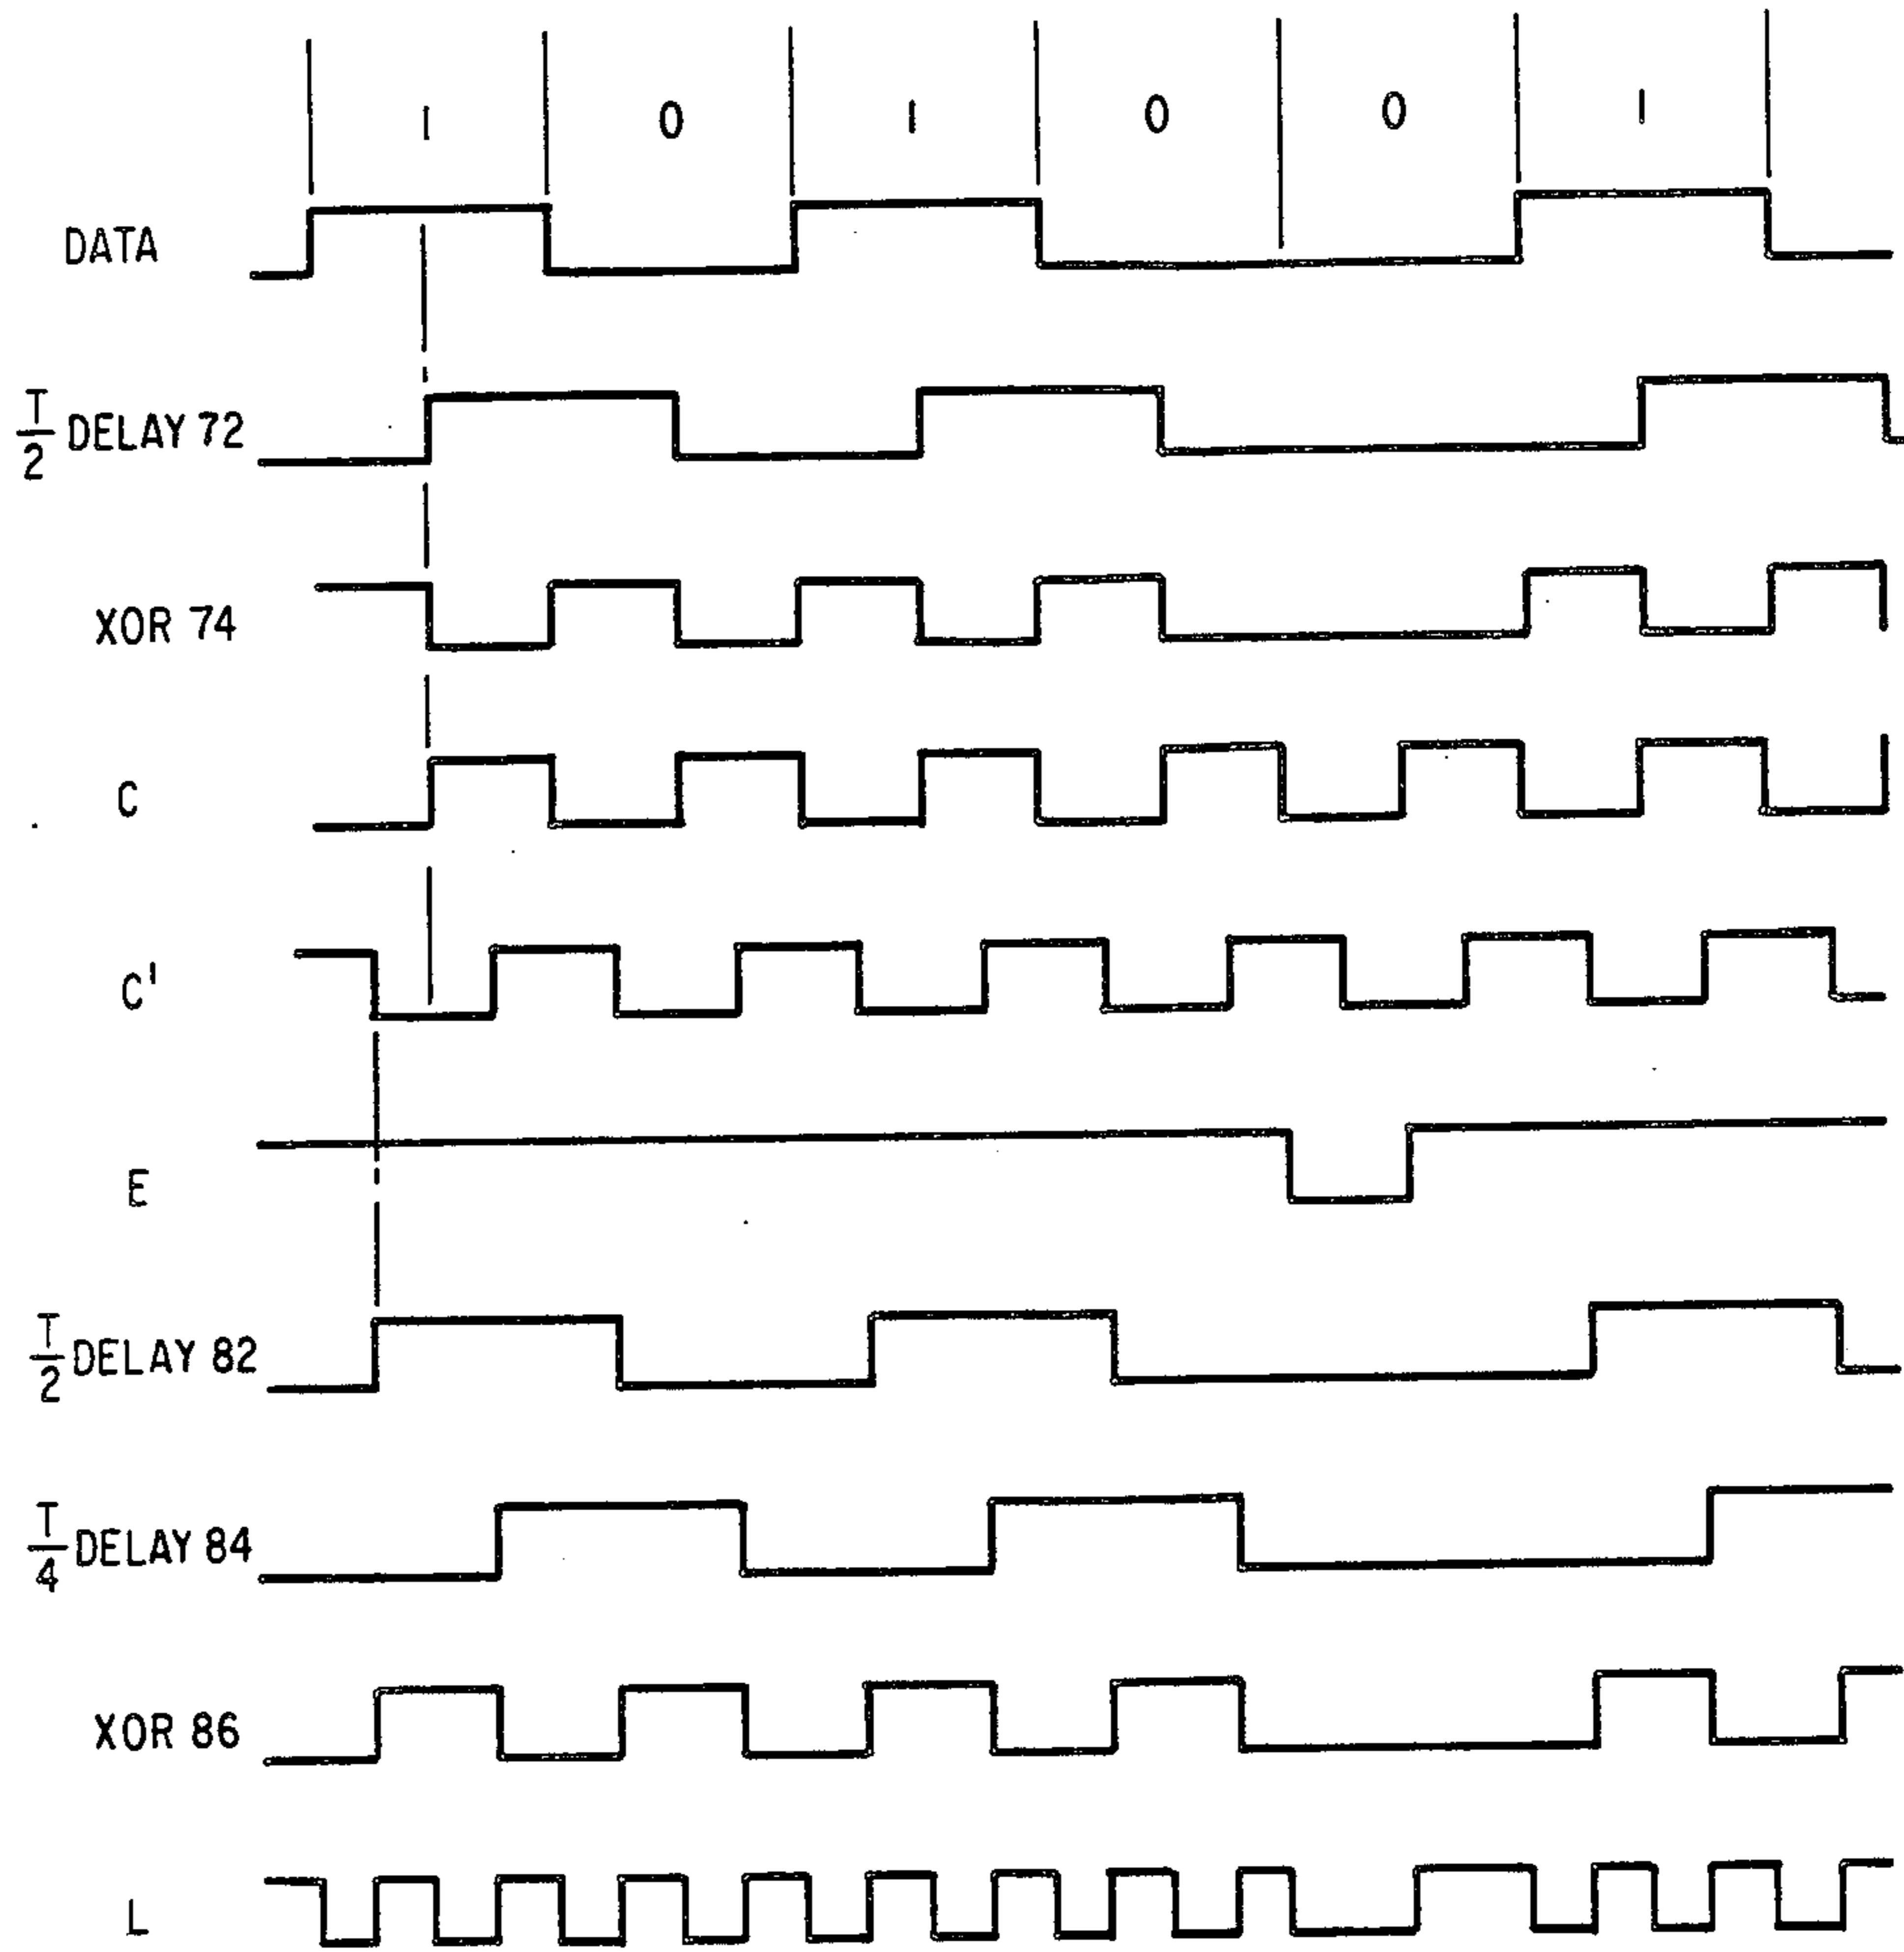 1 0 1 0 0 1
DATA
T/2 DELAY 72
XOR 74
C
C'
E
T/2 DELAY 82
T/4 DELAY 84
XOR 86
L